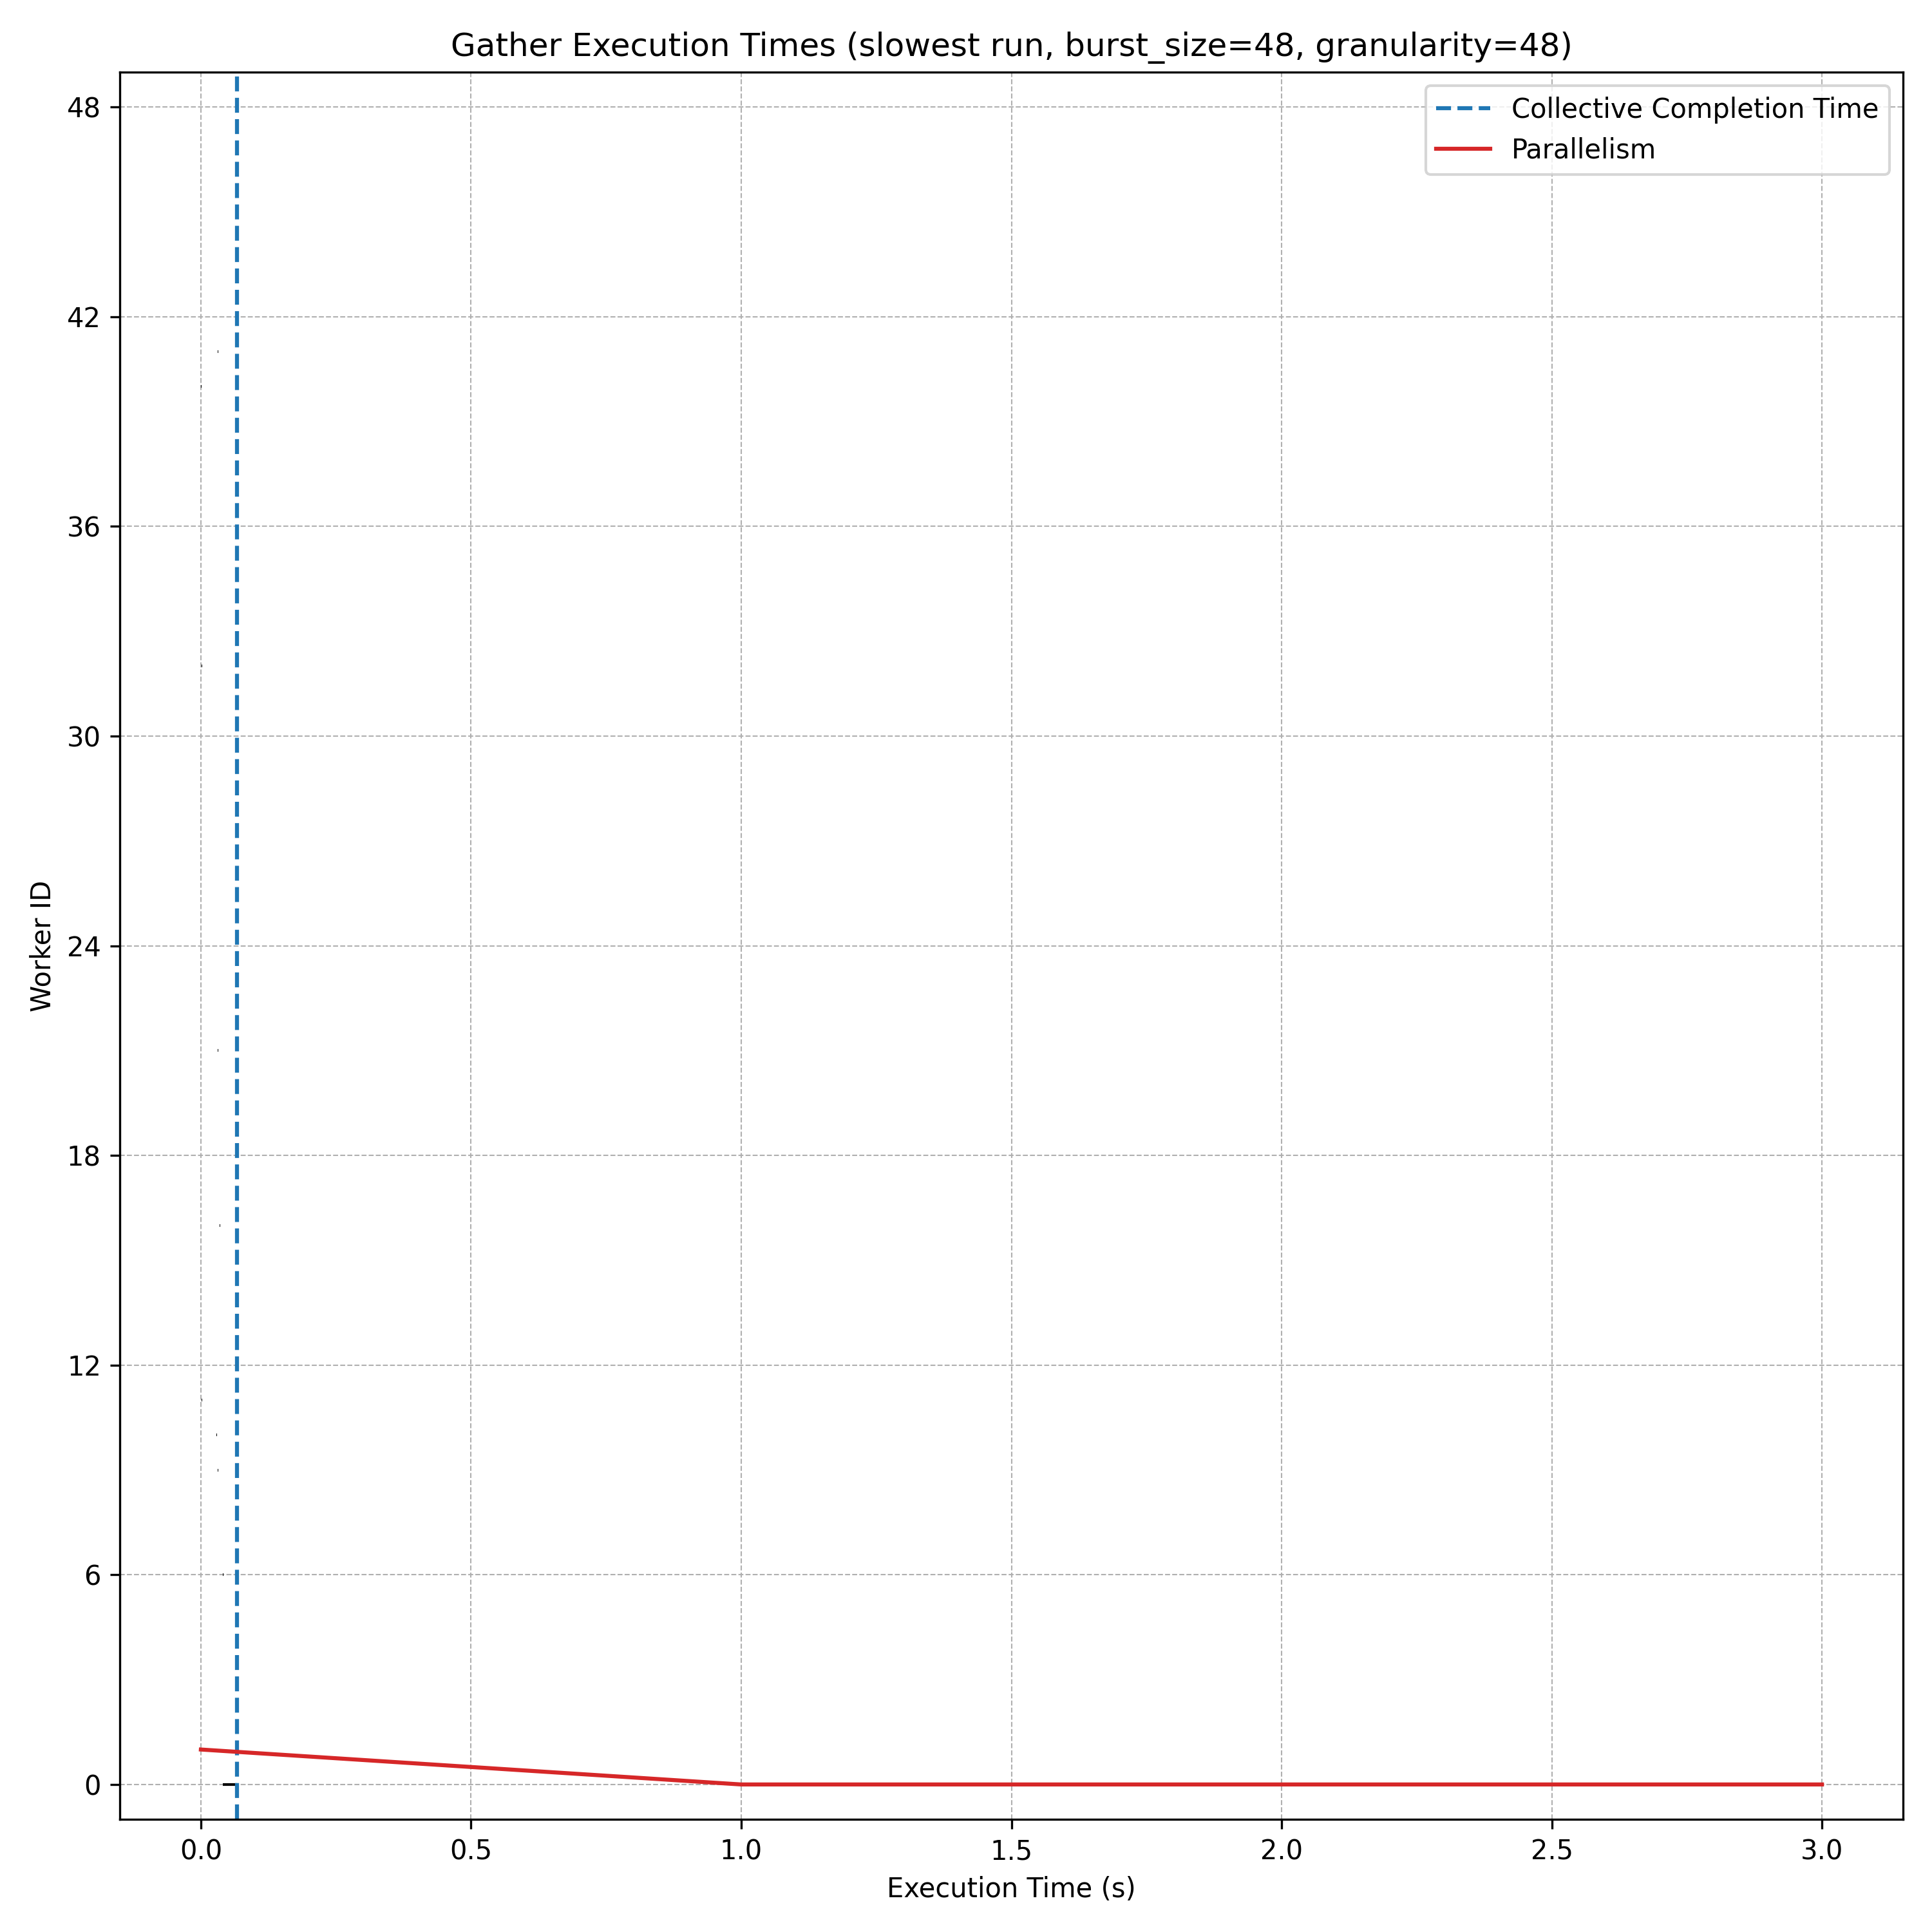 Gather Execution Times (slowest run, burst_size=48, granularity=48)
Collective Completion Time
Parallelism
48
42
36
30
24
18
12
6
0
Worker ID
0.0 0.5 1.0 1.5 2.0 2.5 3.0
Execution Time (s)